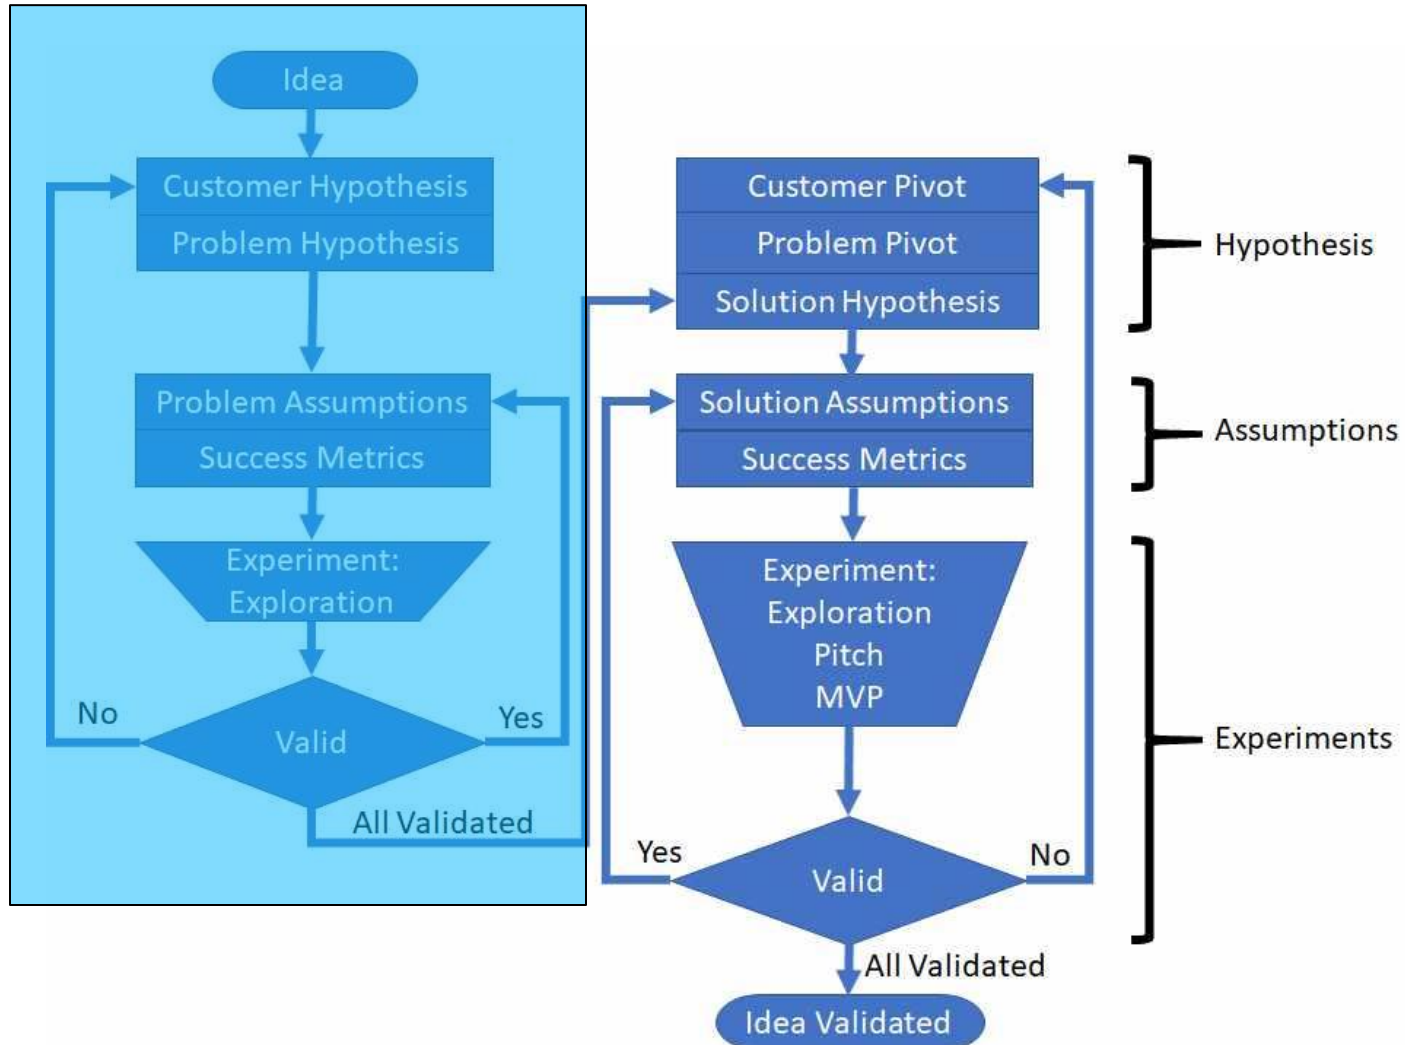 Idea
Customer Hypothesis
Problem Hypothesis
Problem Assumptions
Success Metrics
Experiment:
Exploration
Valid
No
Yes
All Validated
Customer Pivot
Problem Pivot
Solution Hypothesis
Solution Assumptions
Success Metrics
Experiment:
Exploration
Pitch
MVP
Valid
Yes
No
All Validated
Idea Validated
Hypothesis
Assumptions
Experiments